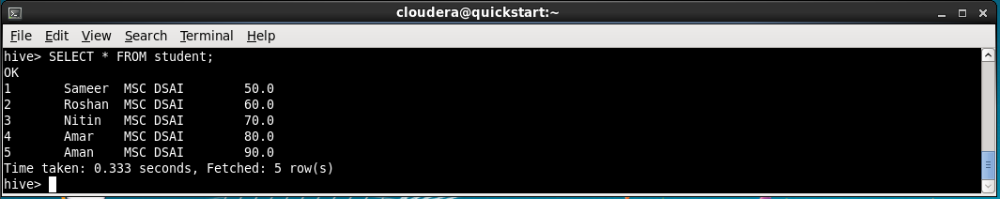 cloudera@quickstart:~
File Edit View Search Terminal Help
hive> SELECT * FROM student;
OK
1 Sameer MSC DSAI 50.0
2 Roshan MSC DSAI 60.0
3 Nitin MSC DSAI 70.0
4 Amar MSC DSAI 80.0
5 Aman MSC DSAI 90.0
Time taken: 0.333 seconds, Fetched: 5 row(s)
hive>